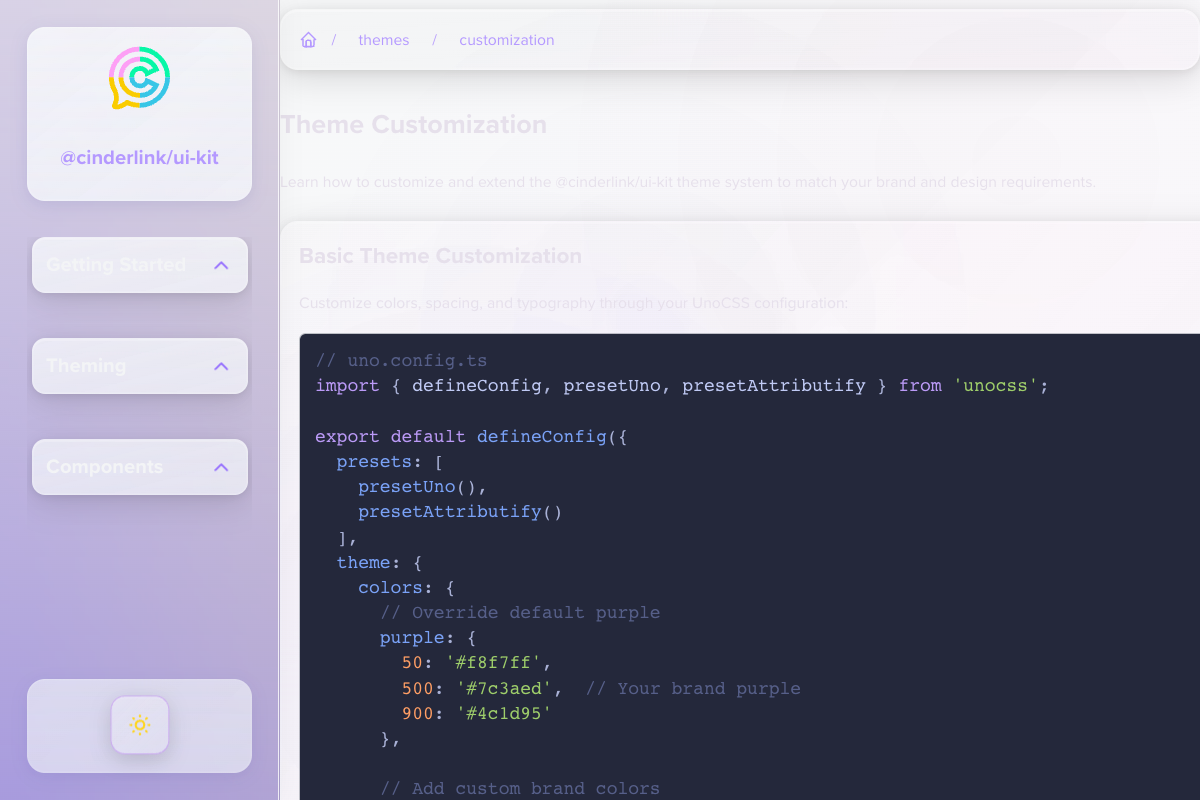 @cinderlink/ui-kit
Getting Started
Theming
Components
/ themes / customization
Theme Customization
Learn how to customize and extend the @cinderlink/ui-kit theme system to match your brand and design requirements.
Basic Theme Customization
Customize colors, spacing, and typography through your UnoCSS configuration:
// uno.config.ts
import { defineConfig, presetUno, presetAttributify } from 'unocss';
export default defineConfig({
presets: [
presetUno(),
presetAttributify()
],
theme: {
colors: {
// Override default purple
purple: {
50: '#f8f7ff',
500: '#7c3aed', // Your brand purple
900: '#4c1d95'
},
// Add custom brand colors